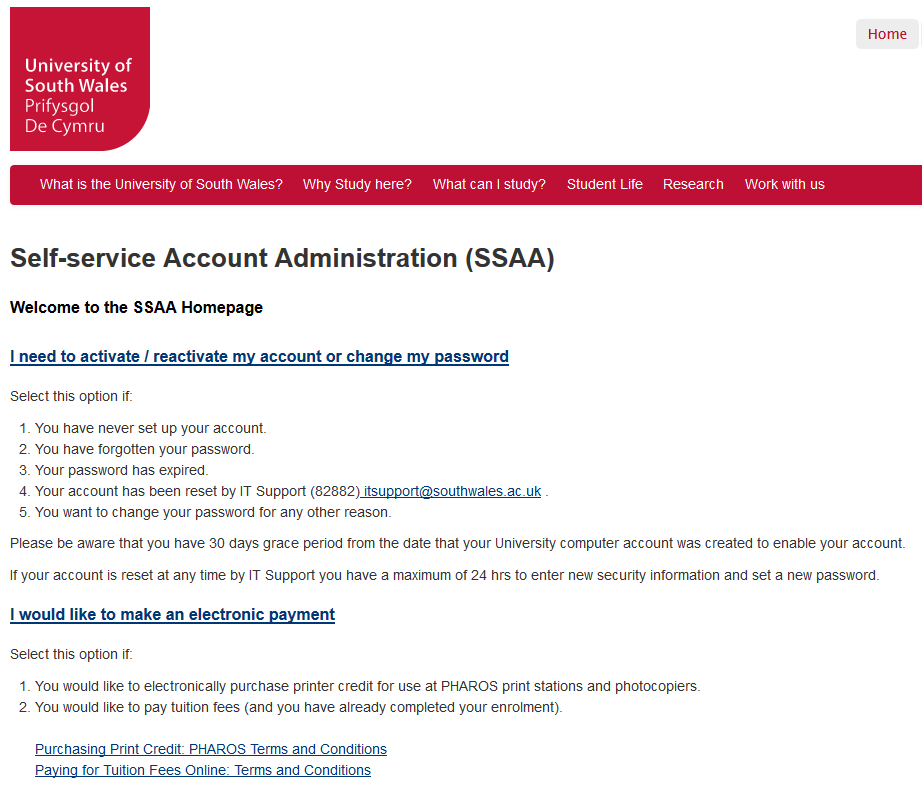 University of
South Wales
Prifysgol
De Cymru
Home
What is the University of South Wales? Why Study here? What can I study? Student Life Research Work with us
Self-service Account Administration (SSAA)
Welcome to the SSAA Homepage
I need to activate / reactivate my account or change my password
Select this option if:
1. You have never set up your account.
2. You have forgotten your password.
3. Your password has expired.
4. Your account has been reset by IT Support (82882) itsupport@southwales.ac.uk .
5. You want to change your password for any other reason.
Please be aware that you have 30 days grace period from the date that your University computer account was created to enable your account.
If your account is reset at any time by IT Support you have a maximum of 24 hrs to enter new security information and set a new password.
I would like to make an electronic payment
Select this option if:
1. You would like to electronically purchase printer credit for use at PHAROS print stations and photocopiers.
2. You would like to pay tuition fees (and you have already completed your enrolment).
Purchasing Print Credit: PHAROS Terms and Conditions
Paying for Tuition Fees Online: Terms and Conditions